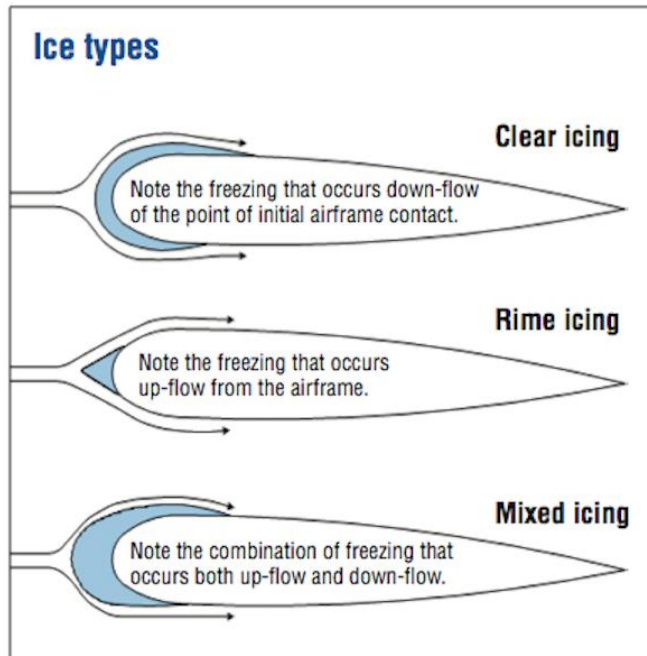 Ice types
Clear icing
Note the freezing that occurs down-flow
of the point of initial airframe contact.
Rime icing
Note the freezing that occurs
up-flow from the airframe.
Mixed icing
Note the combination of freezing that
occurs both up-flow and down-flow.